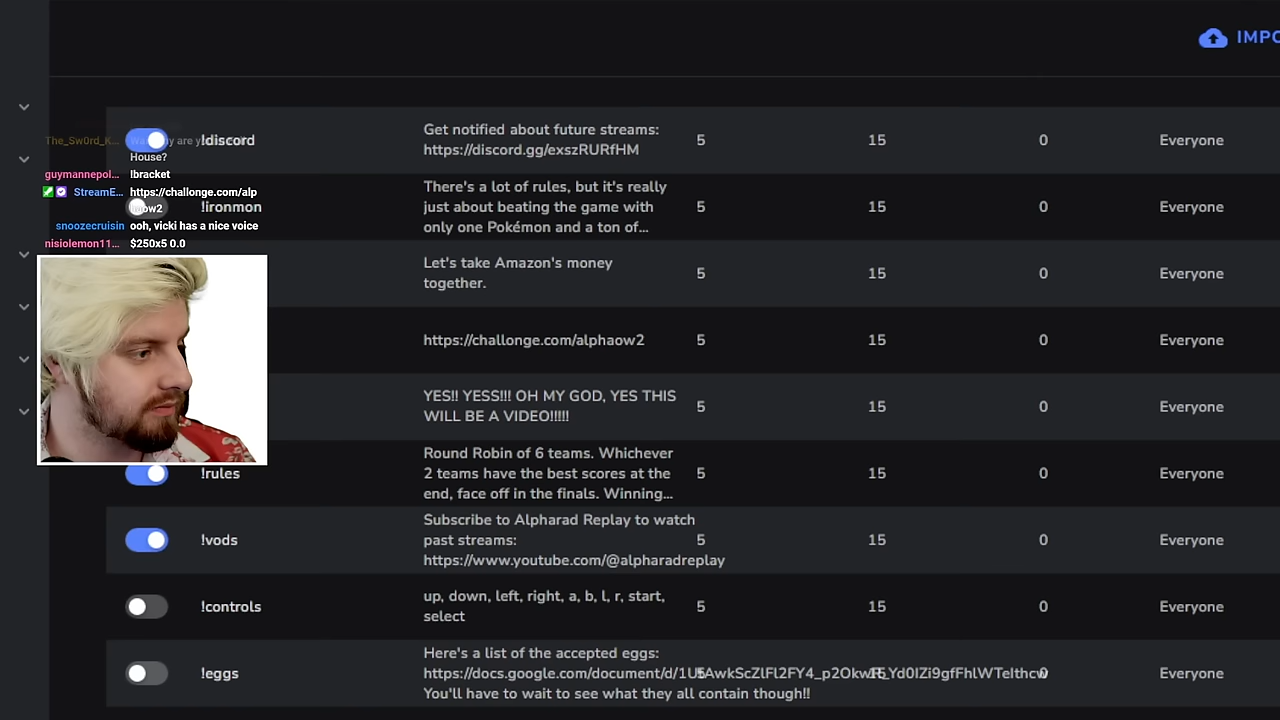 IMPO
The_Sw0rd_K...
House?
guymannepol... !bracket
StreamE... https://challonge.com/alp
haow2
snoozecruisin ooh, vicki has a nice voice
nisiolemon11... $250x5 0.0
!discord
Get notified about future streams:
https://discord.gg/exszRURfHM
5 15 0 Everyone
!ironmon
There's a lot of rules, but it's really
just about beating the game with
only one Pokémon and a ton of...
5 15 0 Everyone
Let's take Amazon's money
together.
5 15 0 Everyone
https://challonge.com/alphaow2
5 15 0 Everyone
YES!! YESS!!! OH MY GOD, YES THIS
WILL BE A VIDEO!!!!!
5 15 0 Everyone
!rules
Round Robin of 6 teams. Whichever
2 teams have the best scores at the
end, face off in the finals. Winning...
5 15 0 Everyone
!vods
Subscribe to Alpharad Replay to watch
past streams:
https://www.youtube.com/@alpharadreplay
5 15 0 Everyone
!controls
up, down, left, right, a, b, l, r, start,
select
5 15 0 Everyone
!eggs
Here's a list of the accepted eggs:
You'll have to wait to see what they all contain though!!
5 15 0 Everyone